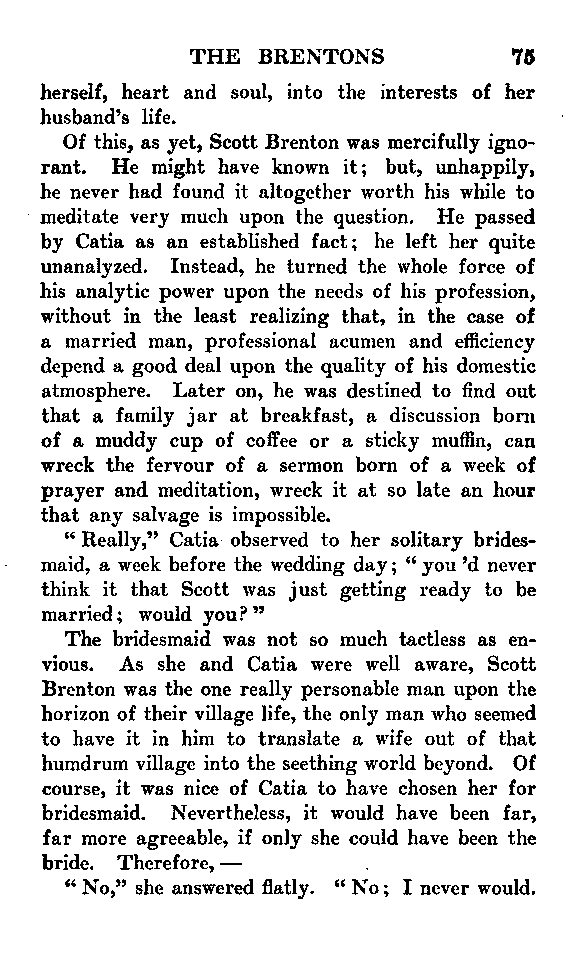 THE BRENTONS 75
herself, heart and soul, into the interests of her
husband's life.
Of this, as yet, Scott Brenton was mercifully igno-
rant. He might have known it; but, unhappily,
he never had found it altogether worth his while to
meditate very much upon the question. He passed
by Catia as an established fact; he left her quite
unanalyzed. Instead, he turned the whole force of
his analytic power upon the needs of his profession,
without in the least realizing that, in the case of
a married man, professional acumen and efficiency
depend a good deal upon the quality of his domestic
atmosphere. Later on, he was destined to find out
that a family jar at breakfast, a discussion born
of a muddy cup of coffee or a sticky muffin, can
wreck the fervour of a sermon born of a week of
prayer and meditation, wreck it at so late an hour
that any salvage is impossible.
"Really," Catia observed to her solitary brides-
maid, a week before the wedding day; "you 'd never
think it that Scott was just getting ready to be
married; would you?"
The bridesmaid was not so much tactless as en-
vious. As she and Catia were well aware, Scott
Brenton was the one really personable man upon the
horizon of their village life, the only man who seemed
to have it in him to translate a wife out of that
humdrum village into the seething world beyond. Of
course, it was nice of Catia to have chosen her for
bridesmaid. Nevertheless, it would have been far,
far more agreeable, if only she could have been the
bride. Therefore, —
"No," she answered flatly. "No; I never would.